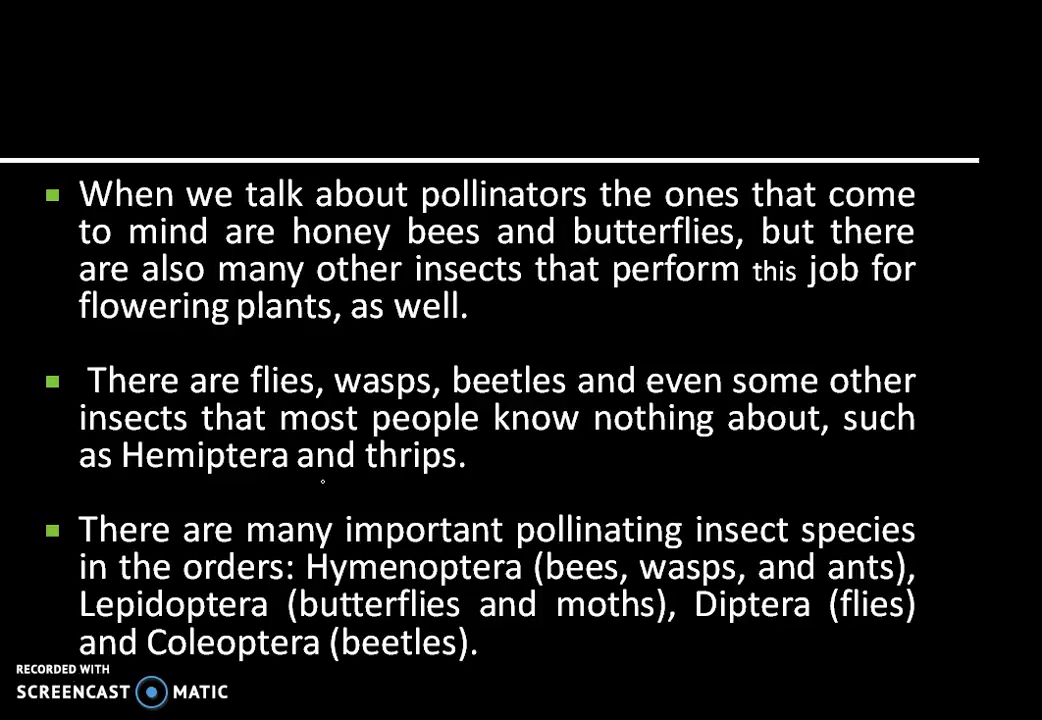 When we talk about pollinators the ones that come
to mind are honey bees and butterflies, but there
are also many other insects that perform this job for
flowering plants, as well.
There are flies, wasps, beetles and even some other
insects that most people know nothing about, such
as Hemiptera and thrips.
There are many important pollinating insect species
in the orders: Hymenoptera (bees, wasps, and ants),
Lepidoptera (butterflies and moths), Diptera (flies)
and Coleoptera (beetles).
RECORDED WITH
SCREENCAST MATIC